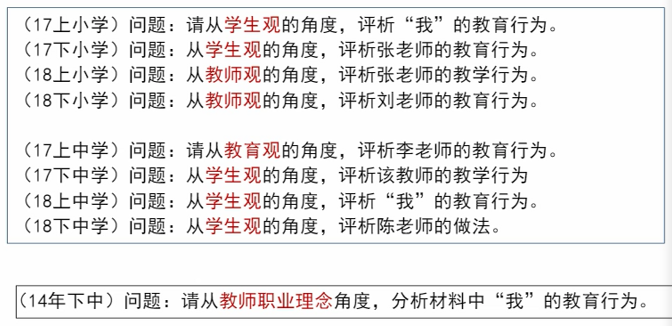 （17上小学）问题：请从学生观的角度，评析“我”的教育行为。
（17下小学）问题：从学生观的角度，评析张老师的教育行为。
（18上小学）问题：从教师观的角度，评析张老师的教学行为。
（18下小学）问题：从教师观的角度，评析刘老师的教育行为。
（17上中学）问题：请从教育观的角度，评析李老师的教育行为。
（17下中学）问题：从学生观的角度，评析该教师的教学行为
（18上中学）问题：从学生观的角度，评析“我”的教育行为。
（18下中学）问题：从学生观的角度，评析陈老师的做法。
（14年下中）问题：请从教师职业理念角度，分析材料中“我”的教育行为。